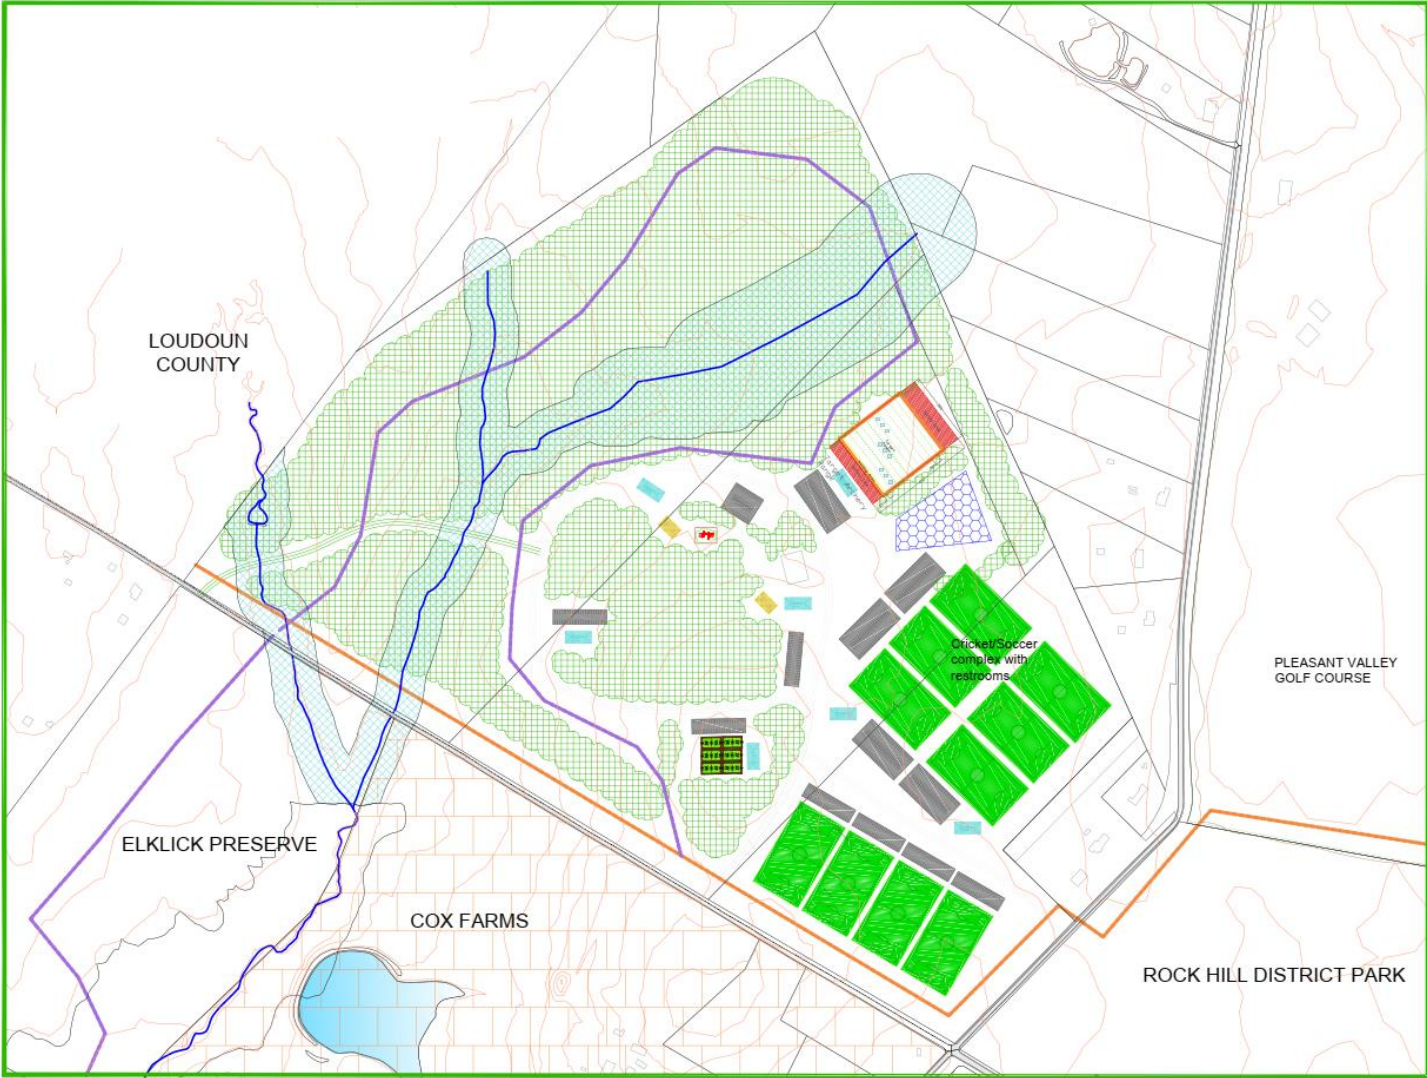 LOUDOUN
COUNTY
Cricket/Soccer
complex with
restrooms
PLEASANT VALLEY
GOLF COURSE
ELKLICK PRESERVE
COX FARMS
ROCK HILL DISTRICT PARK